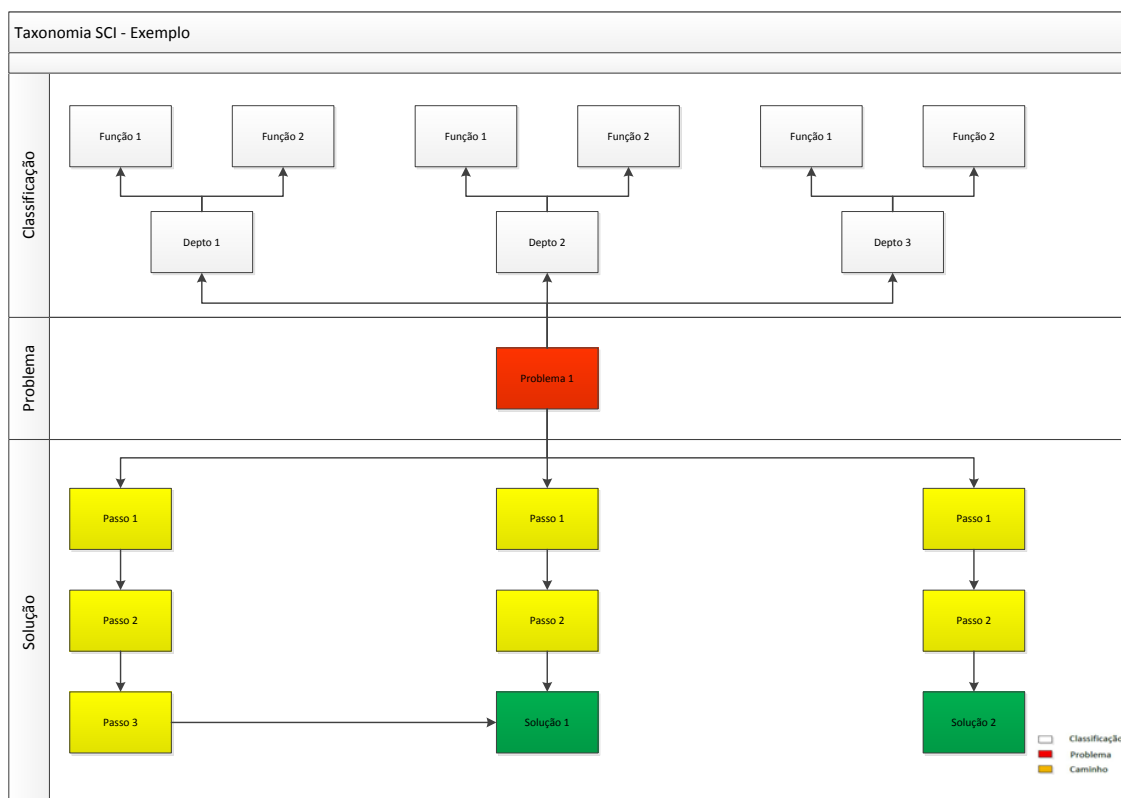 Taxonomia SCI - Exemplo
Classificação
Função 1
Função 2
Função 1
Função 2
Função 1
Função 2
Depto 1
Depto 2
Depto 3
Problema
Problema 1
Solução
Passo 1
Passo 1
Passo 1
Passo 2
Passo 2
Passo 2
Passo 3
Solução 1
Solução 2
Classificação
Problema
Caminho